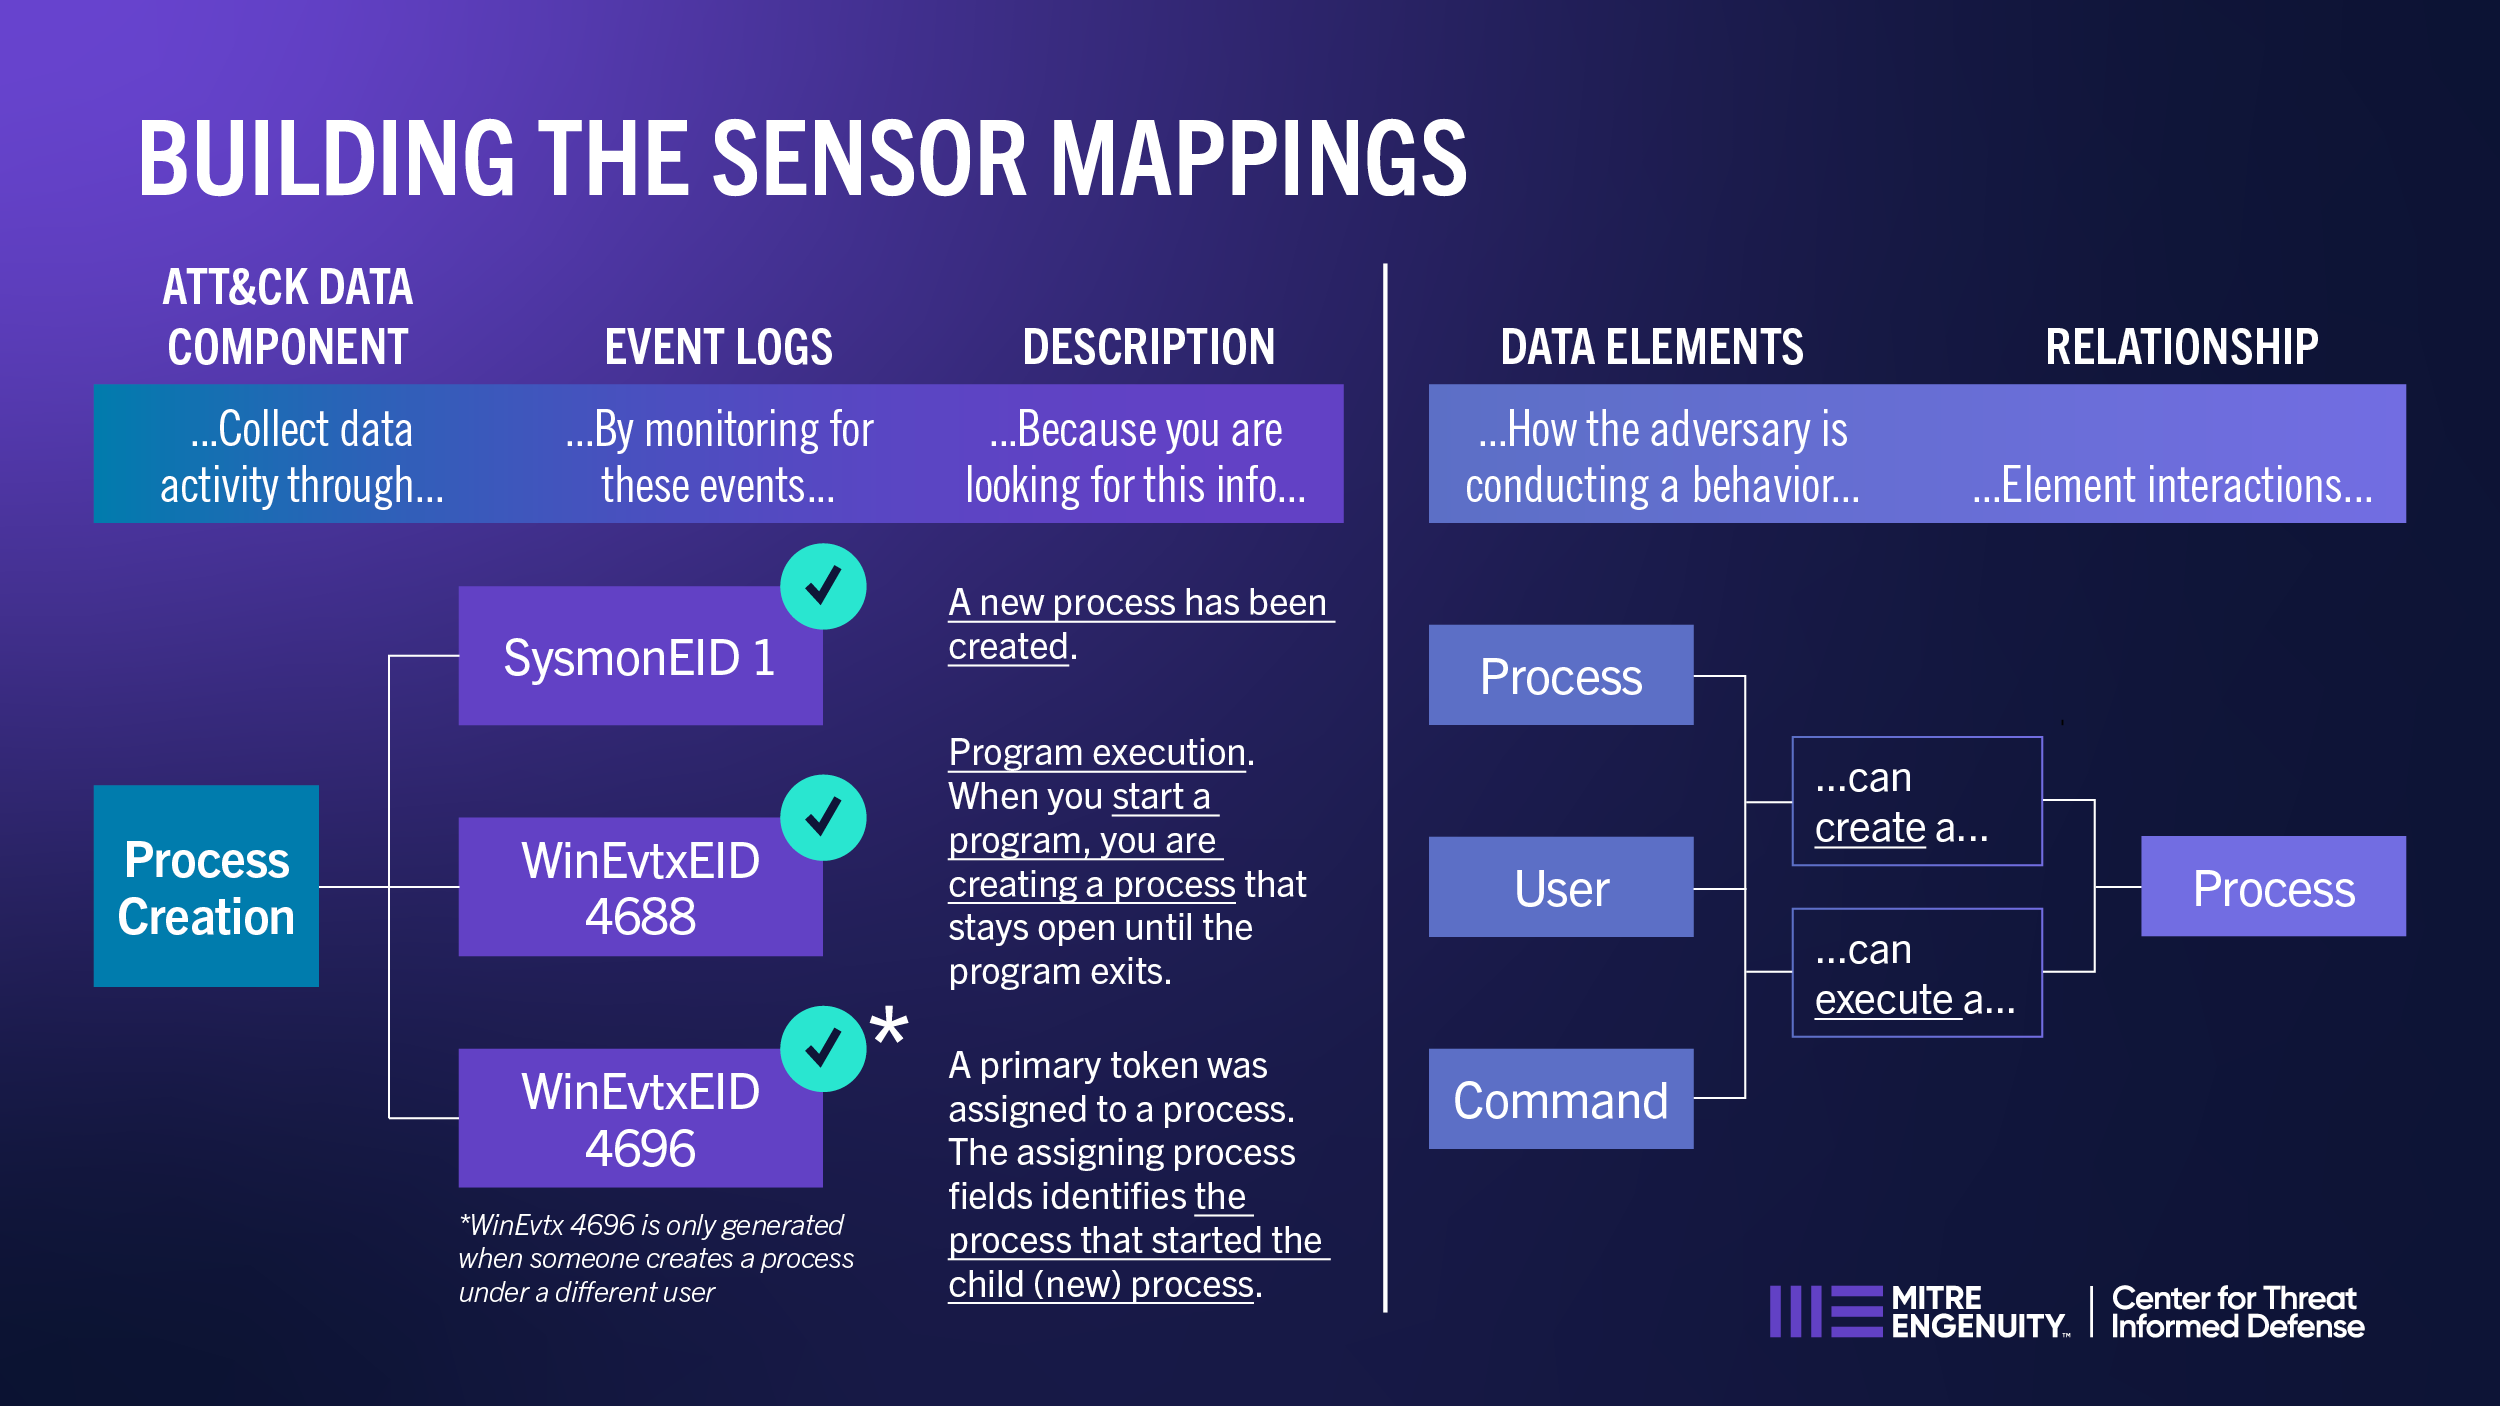 BUILDING THE SENSOR MAPPINGS
ATT&CK DATA
COMPONENT
EVENT LOGS
DESCRIPTION
DATA ELEMENTS
RELATIONSHIP
...Collect data
activity through...
...By monitoring for
these events...
...Because you are
looking for this info...
...How the adversary is
conducting a behavior...
...Element interactions...
Process
Creation
SysmonEID 1
WinEvtxEID
4688
WinEvtxEID
4696
*
*WinEvtx 4696 is only generated
when someone creates a process
under a different user
A new process has been
created.
Program execution.
When you start a
program, you are
creating a process that
stays open until the
program exits.
A primary token was
assigned to a process.
The assigning process
fields identifies the
process that started the
child (new) process.
Process
User
Command
...can
create a...
...can
execute a...
Process
MITRE
ENGENUITY™
Center for Threat
Informed Defense